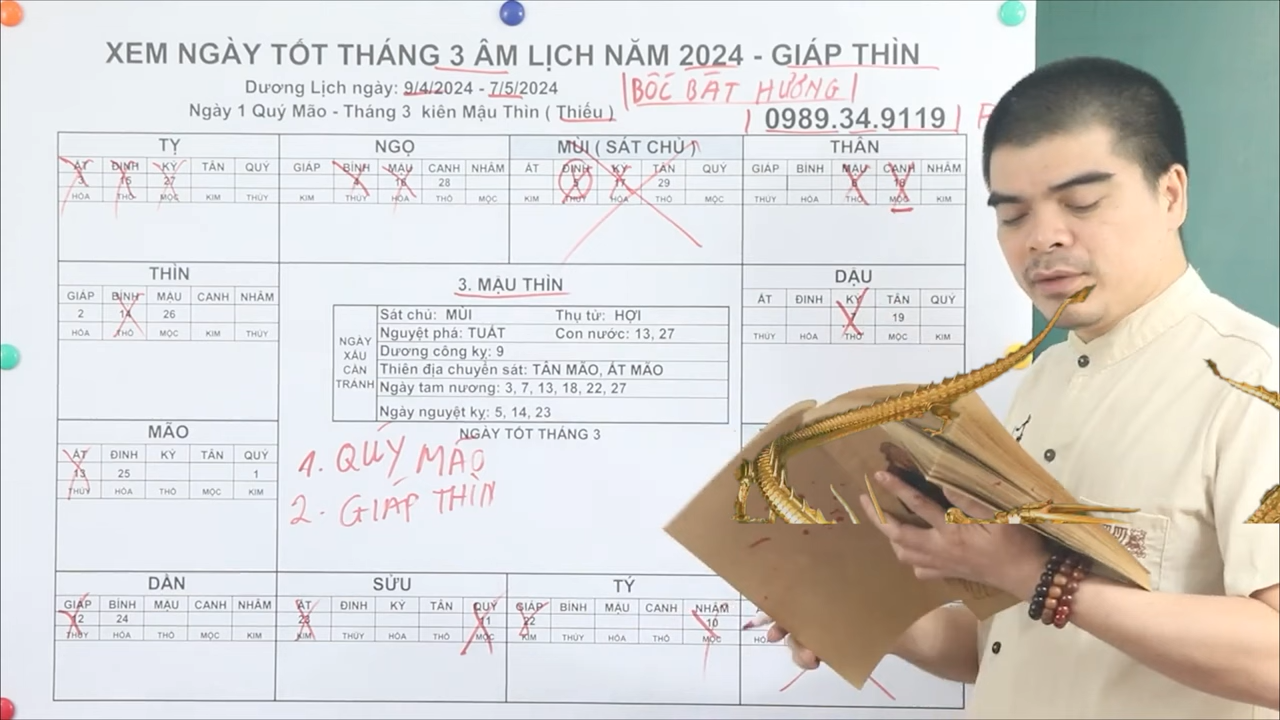 XEM NGÀY TỐT THÁNG 3 ÂM LỊCH NĂM 2024 - GIÁP THÌN
Dương Lịch ngày: 9/4/2024 - 7/5/2024
BỐC BÁT HƯƠNG
Ngày 1 Quý Mão - Tháng 3 kiên Mậu Thìn ( Thiếu )
0989.34.9119
TỴ
ẤT ĐINH KỶ TÂN QUÝ
3 15 27
HỎA THỔ MỘC KIM THỦY
NGỌ
GIÁP BÍNH MẬU CANH NHÂM
4 16 28
KIM THỦY HỎA THỔ MỘC
MÙI ( SÁT CHỦ )
ẤT ĐINH KỶ TÂN QUÝ
5 17 29
KIM THỦY HỎA THỔ MỘC
THÂN
GIÁP BÍNH MẬU CANH NHÂM
18
THỦY HỎA THỔ MỘC KIM
THÌN
GIÁP BÍNH MẬU CANH NHÂM
2 14 26
HỎA THỔ MỘC KIM THỦY
3. MẬU THÌN
NGÀY XẤU CẦN TRÁNH
Sát chủ: MÙI Thụ tử: HỢI
Nguyệt phá: TUẤT Con nước: 13, 27
Dương công kỵ: 9
Thiên địa chuyển sát: TÂN MÃO, ẤT MÃO
Ngày tam nương: 3, 7, 13, 18, 22, 27
Ngày nguyệt kỵ: 5, 14, 23
NGÀY TỐT THÁNG 3
1. QUÝ MÃO
2. GIÁP THÌN
DẬU
ẤT ĐINH KỶ TÂN QUÝ
19
THỦY HỎA THỔ MỘC KIM
MÃO
ẤT ĐINH KỶ TÂN QUÝ
13 25 1
THỦY HỎA THỔ MỘC KIM
DẦN
GIÁP BÍNH MẬU CANH NHÂM
12 24
THỦY HỎA THỔ MỘC KIM
SỬU
ẤT ĐINH KỶ TÂN QUÝ
23 11
KIM THỦY HỎA THỔ MỘC
TÝ
GIÁP BÍNH MẬU CANH NHÂM
22 10
KIM THỦY HỎA THỔ MỘC